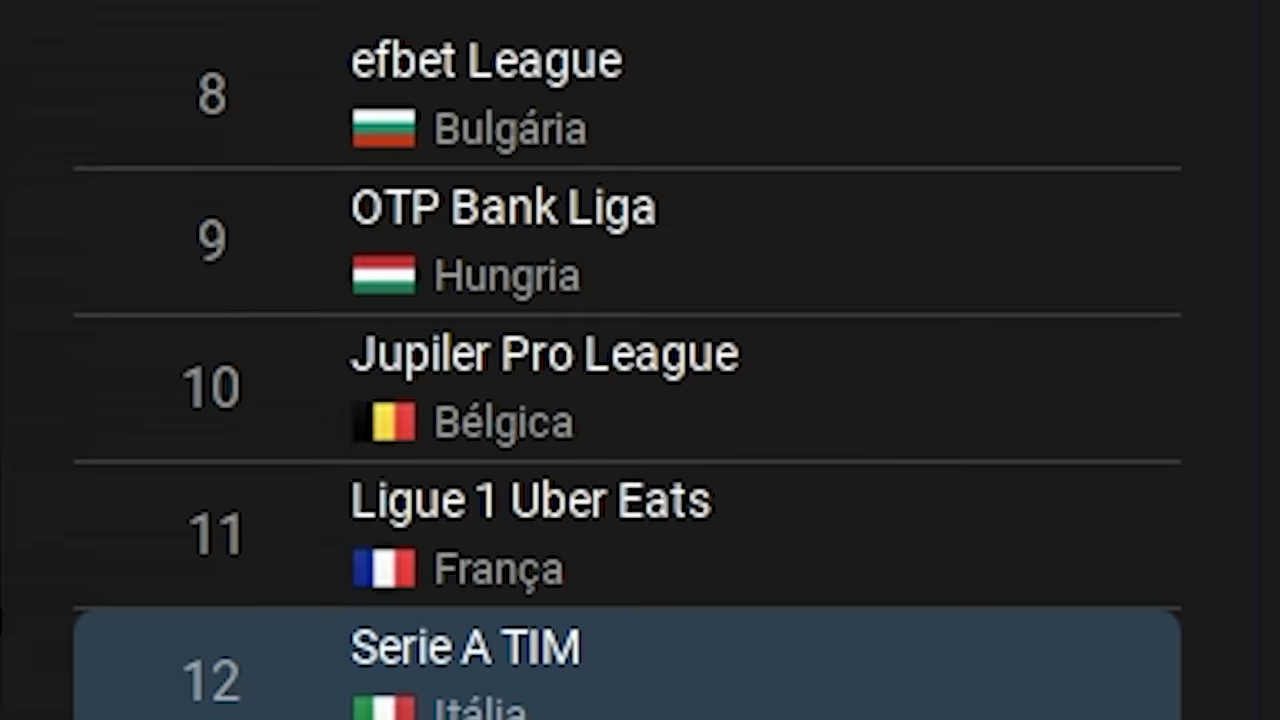 8
efbet League
Bulgária
9
OTP Bank Liga
Hungria
10
Jupiler Pro League
Bélgica
11
Ligue 1 Uber Eats
França
12
Serie A TIM
Itália